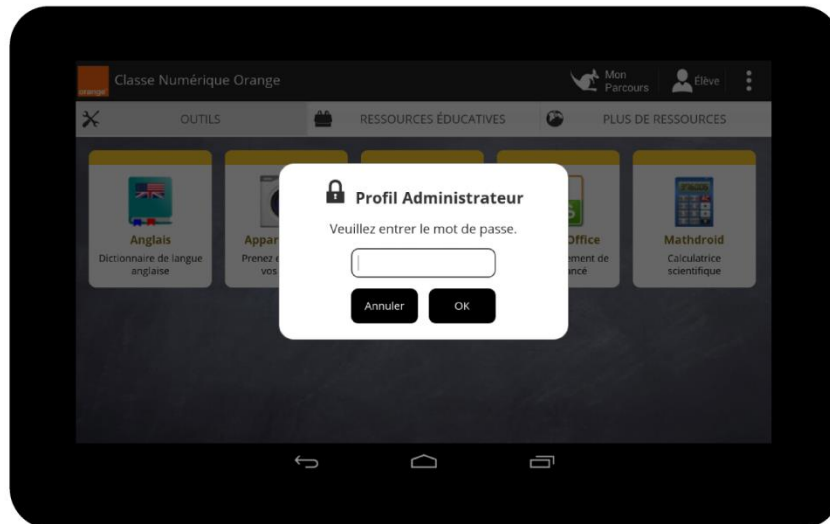 orange
Classe Numérique Orange
Mon
Parcours
Élève
OUTILS
RESSOURCES ÉDUCATIVES
PLUS DE RESSOURCES
Anglais
Dictionnaire de langue
anglaise
Appar
Prenez
vos
Office
ment de
ncé
Mathdroid
Calculatrice
scientifique
Profil Administrateur
Veuillez entrer le mot de passe.
Annuler
OK